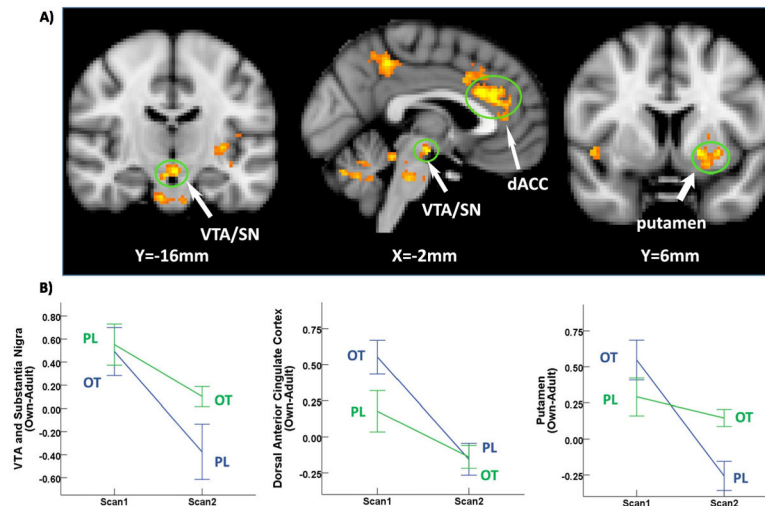 A)
VTA/SN
VTA/SN
dACC
putamen
Y=-16mm
X=-2mm
Y=6mm
B)
VTA and Substantia Nigra
(Own-Adult)
0.80
0.60
0.40
0.20
0.00
-0.20
-0.40
-0.60
PL
OT
OT
PL
Scan1
Scan2
Dorsal Anterior Cingulate Cortex
(Own-Adult)
0.75
0.50
0.25
0.00
-0.25
OT
PL
PL
OT
Scan1
Scan2
Putamen
(Own-Adult)
0.75
0.50
0.25
0.00
-0.25
OT
PL
OT
PL
Scan1
Scan2